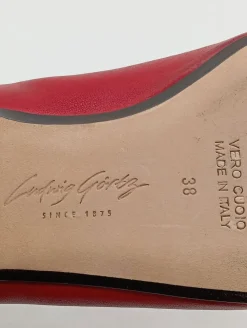 Ludwig Görtz
SINCE 1875
38
VERO CUOIO
MADE IN ITALY